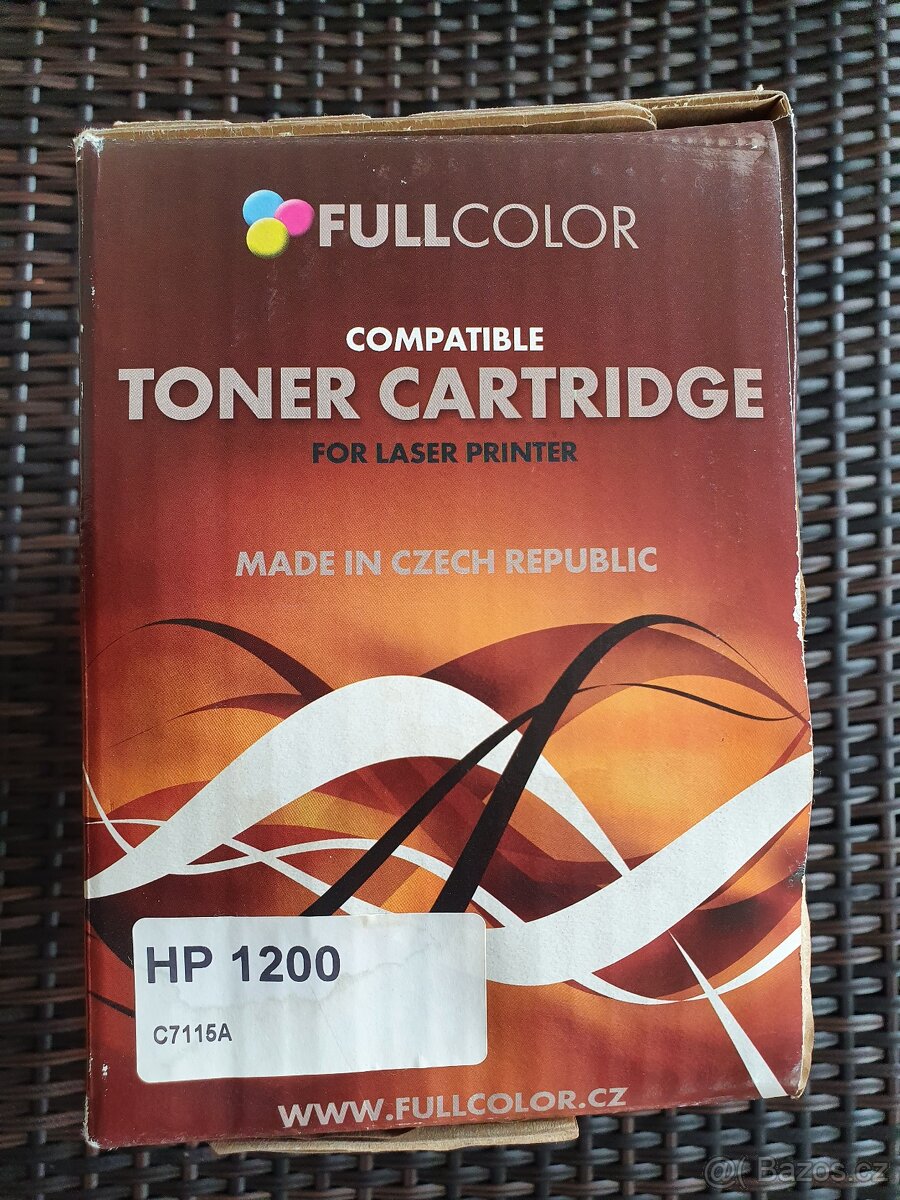 FULLCOLOR
COMPATIBLE
TONER CARTRIDGE
FOR LASER PRINTER
MADE IN CZECH REPUBLIC
HP 1200
C7115A
WWW.FULLCOLOR.CZ
@( Bazos.cz